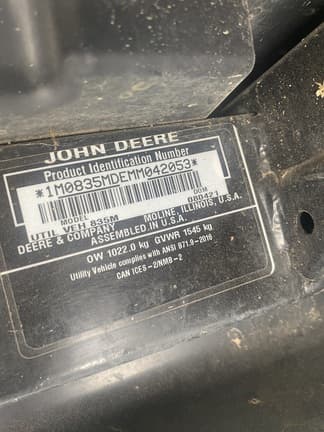 JOHN DEERE
Product Identification Number
*1M0835MDEMM042053*
MODEL DOM
UTIL VEH 835M 080421
DEERE & COMPANY MOLINE, ILLINOIS, U.S.A.
ASSEMBLED IN U.S.A.
OW 1022.0 kg GVWR 1545 kg
Utility Vehicle complies with ANSI B71.9-2016
CAN ICES-2/NMB-2